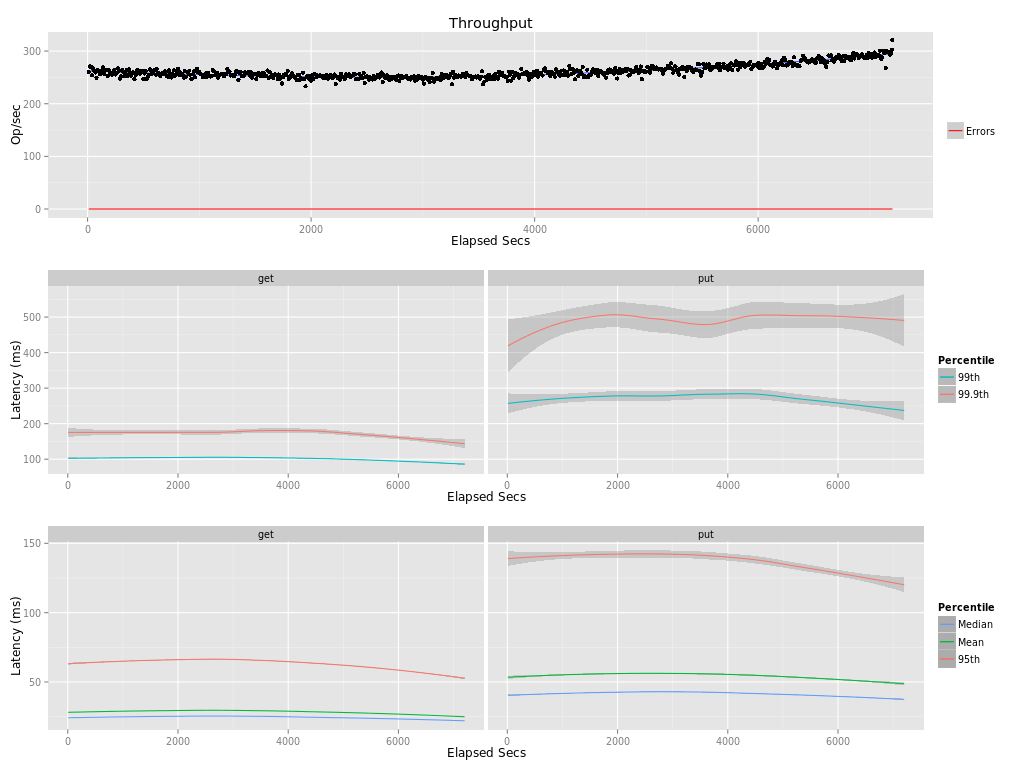 Throughput
300
200
100
0
Op/sec
0 2000 4000 6000
Elapsed Secs
Errors
get put
500
400
300
200
100
Latency (ms)
0 2000 4000 6000 0 2000 4000 6000
Elapsed Secs
Percentile
99th
99.9th
get put
150
100
50
Latency (ms)
0 2000 4000 6000 0 2000 4000 6000
Elapsed Secs
Percentile
Median
Mean
95th